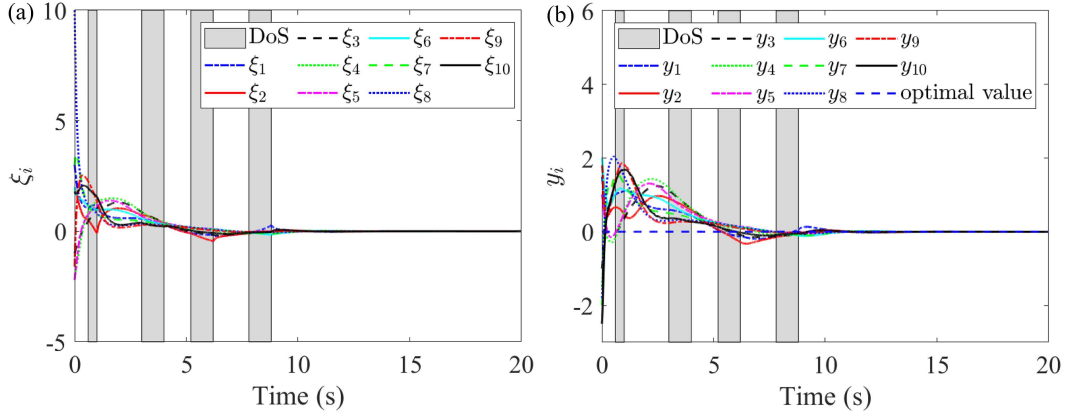 (a)
10
5
0
-5
ξᵢ
DoS ξ₃ ξ₆ ξ₉
ξ₁ ξ₄ ξ₇ ξ₁₀
ξ₂ ξ₅ ξ₈
0 5 10 15 20
Time (s)
(b)
6
4
2
0
-2
yᵢ
DoS y₃ y₆ y₉
y₁ y₄ y₇ y₁₀
y₂ y₅ y₈ optimal value
0 5 10 15 20
Time (s)